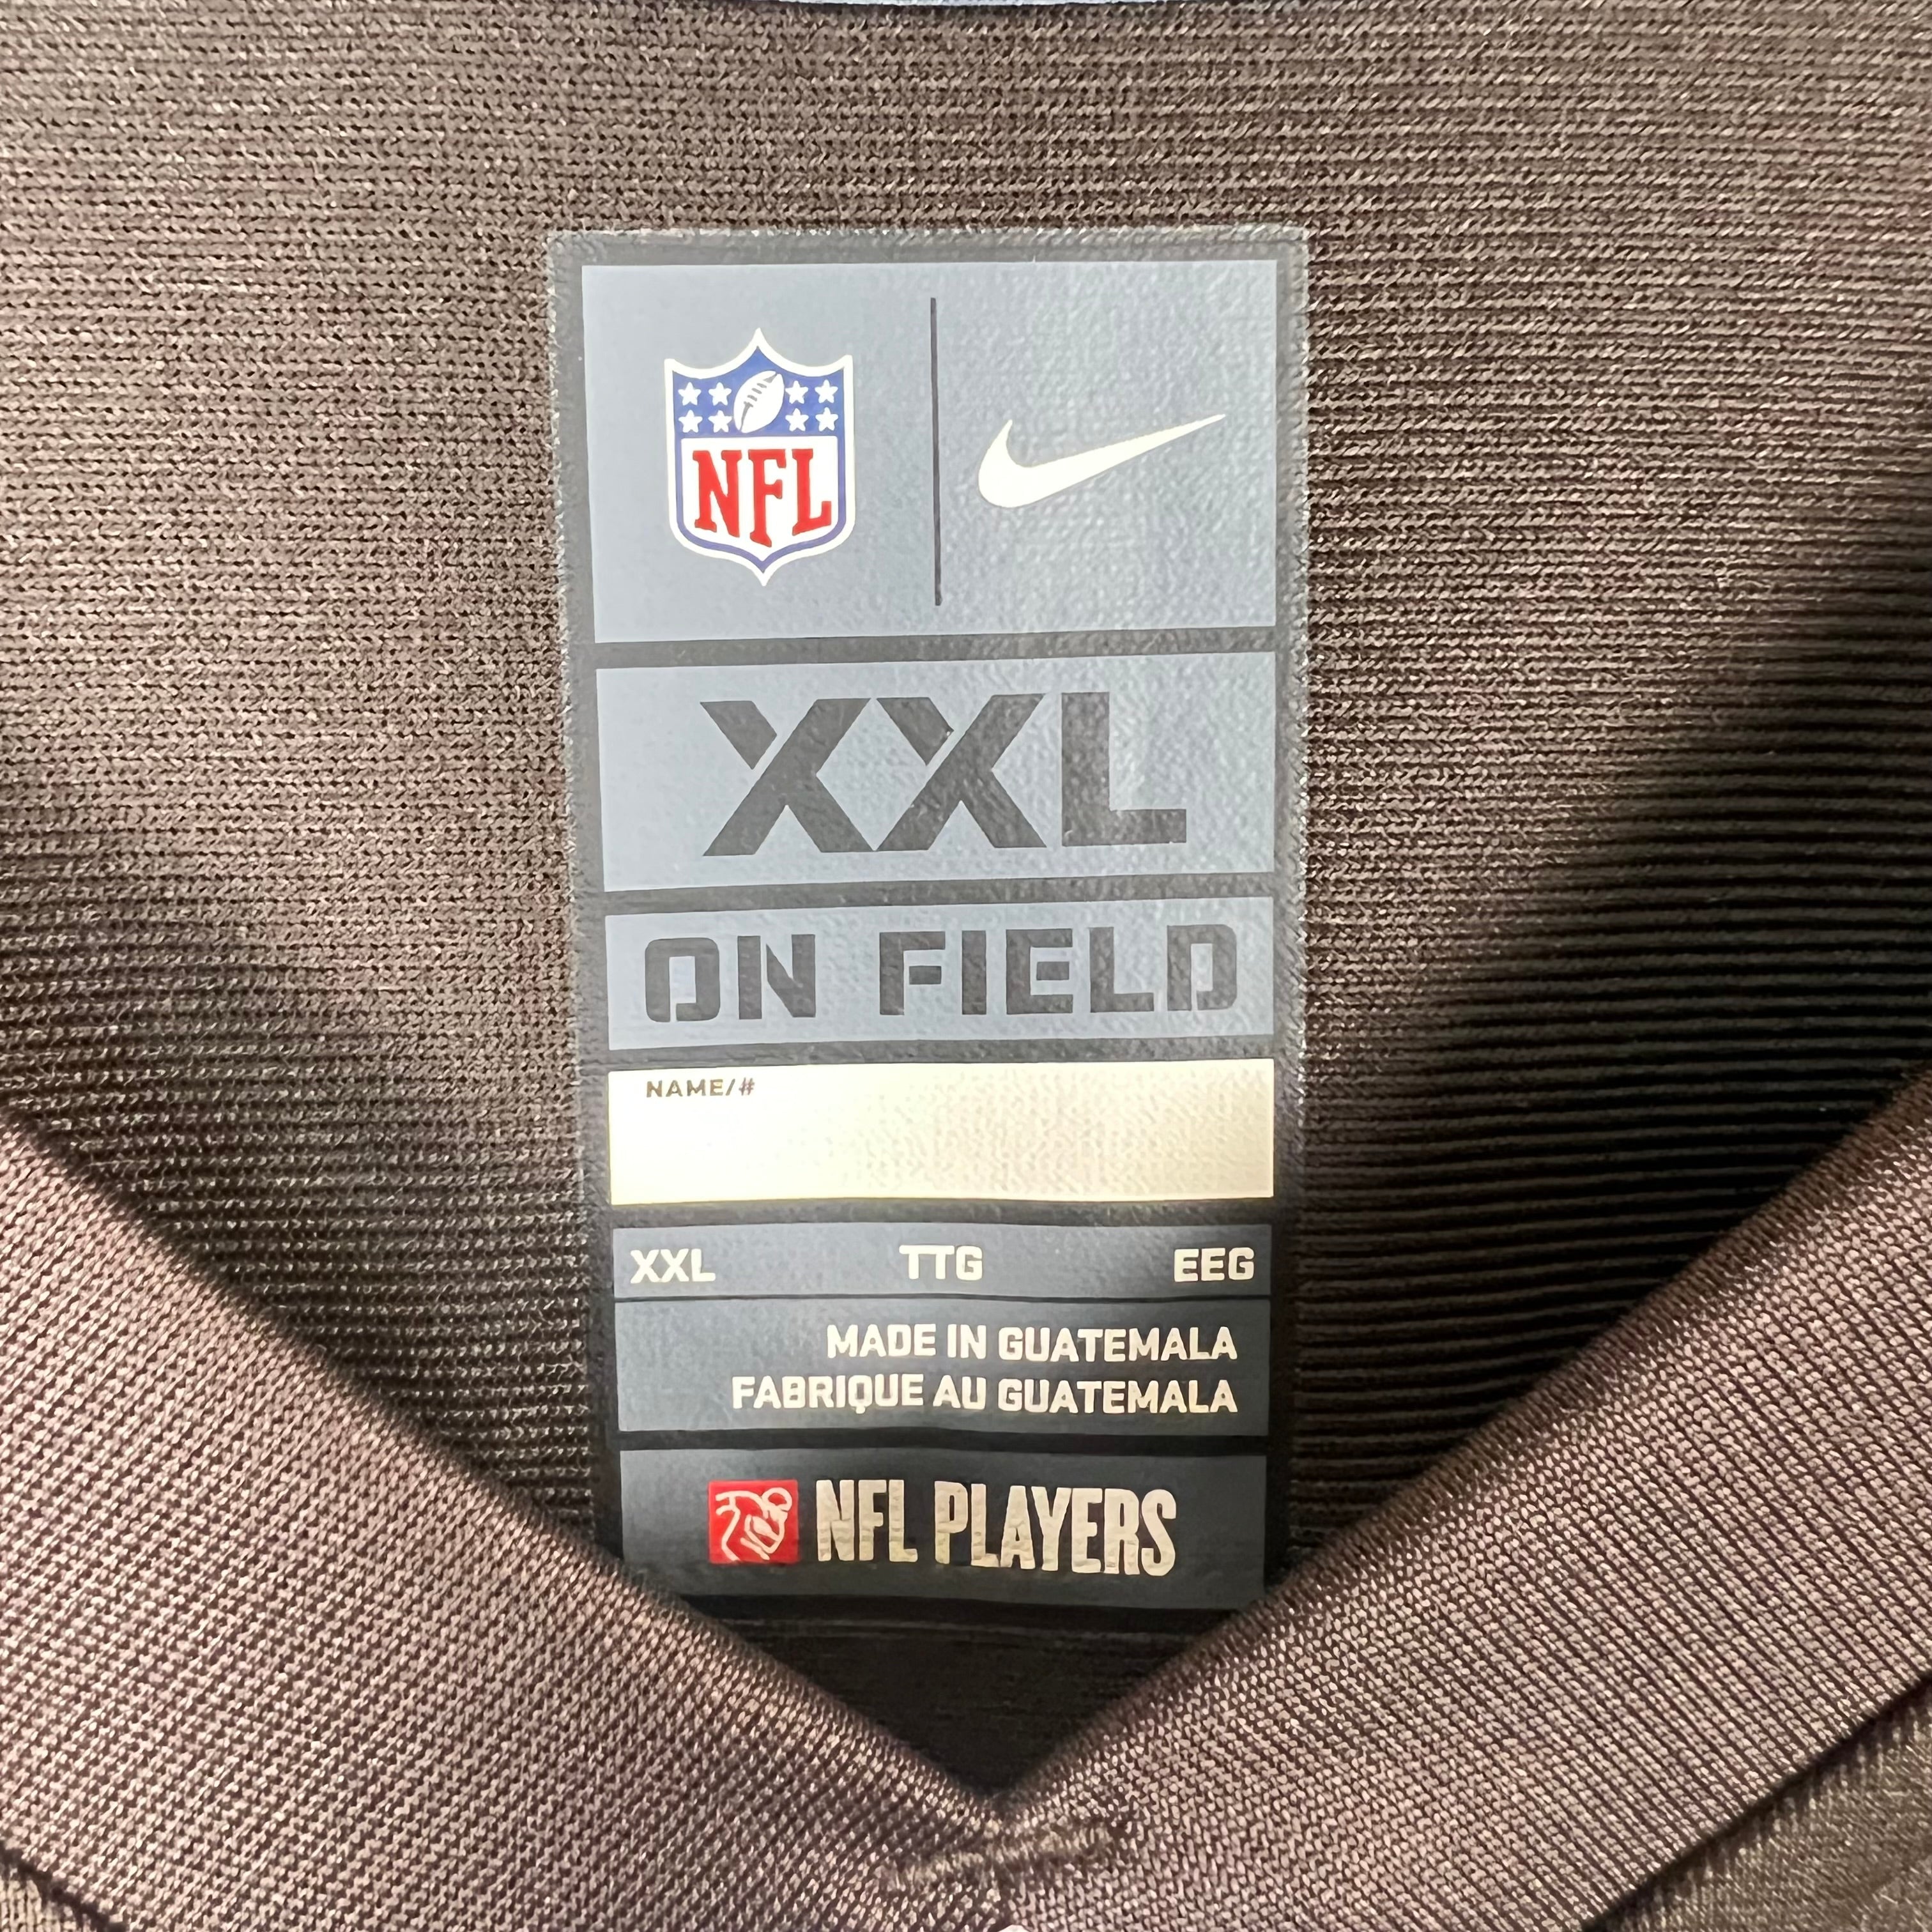 NFL
XXL
ON FIELD
NAME/#
XXL TTG EEG
MADE IN GUATEMALA
FABRIQUE AU GUATEMALA
NFL PLAYERS